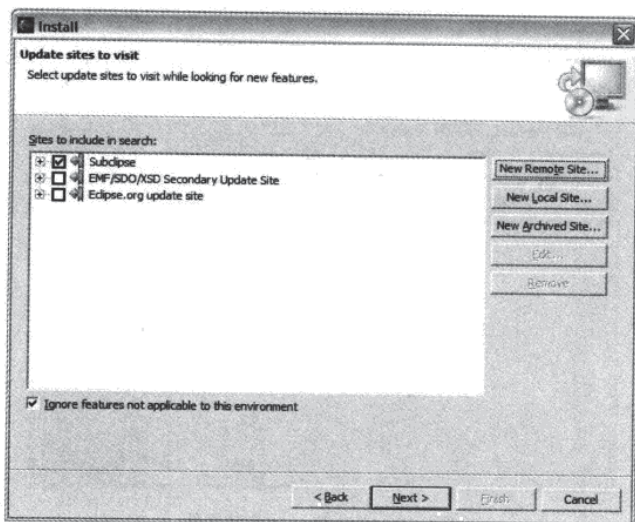 Install
Update sites to visit
Select update sites to visit while looking for new features.
Sites to include in search:
Subclipse
EMF/SDO/XSD Secondary Update Site
Eclipse.org update site
New Remote Site...
New Local Site...
New Archived Site...
Edit...
Remove
Ignore features not applicable to this environment
< Back
Next >
Finish
Cancel